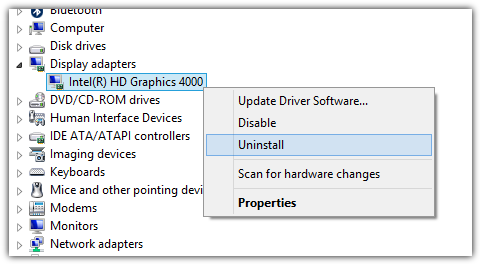 Bluetooth
Computer
Disk drives
Display adapters
Intel(R) HD Graphics 4000
DVD/CD-ROM drives
Human Interface Devices
IDE ATA/ATAPI controllers
Imaging devices
Keyboards
Mice and other pointing devi
Modems
Monitors
Network adapters
Update Driver Software...
Disable
Uninstall
Scan for hardware changes
Properties